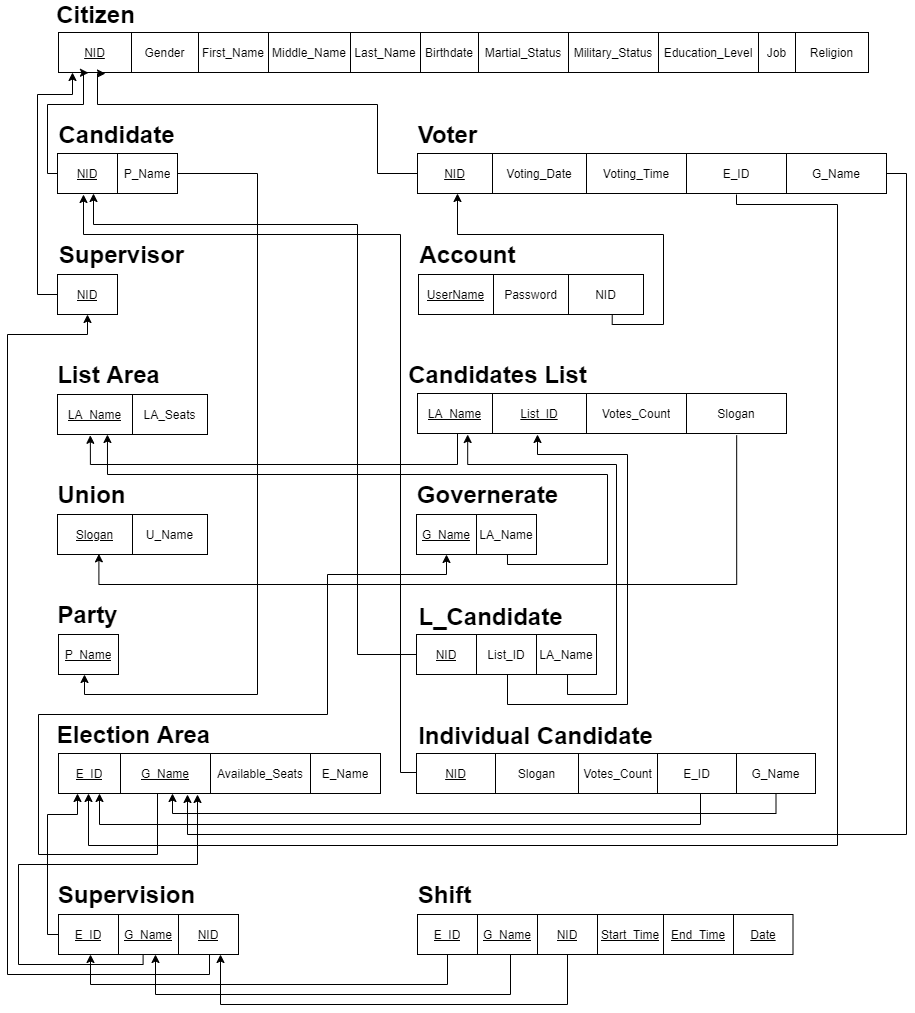 Citizen
NID Gender First_Name Middle_Name Last_Name Birthdate Martial_Status Military_Status Education_Level Job Religion
Candidate Voter
NID P_Name NID Voting_Date Voting_Time E_ID G_Name
Supervisor Account
NID UserName Password NID
List Area Candidates List
LA_Name LA_Seats LA_Name List_ID Votes_Count Slogan
Union Governerate
Slogan U_Name G_Name LA_Name
Party L_Candidate
P_Name NID List_ID LA_Name
Election Area Individual Candidate
E_ID G_Name Available_Seats E_Name NID Slogan Votes_Count E_ID G_Name
Supervision Shift
E_ID G_Name NID E_ID G_Name NID Start_Time End_Time Date